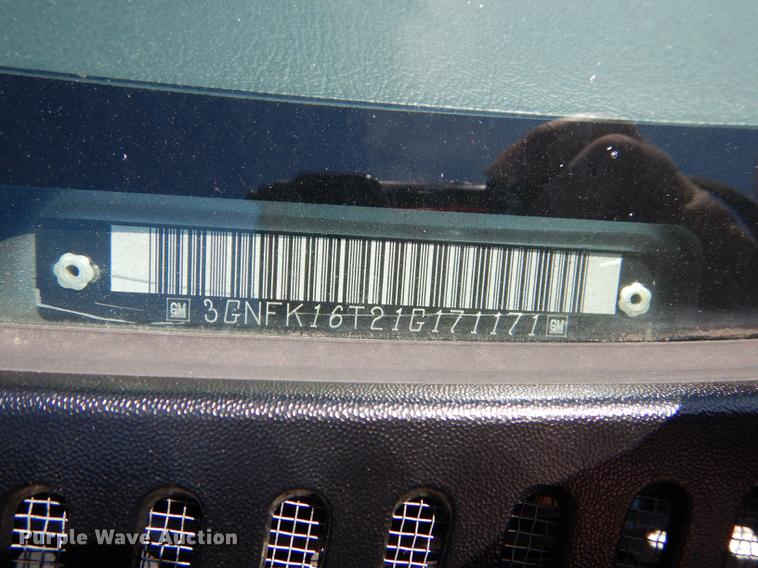 GM 3GNFK16T21G171171 GM
Purple Wave Auction